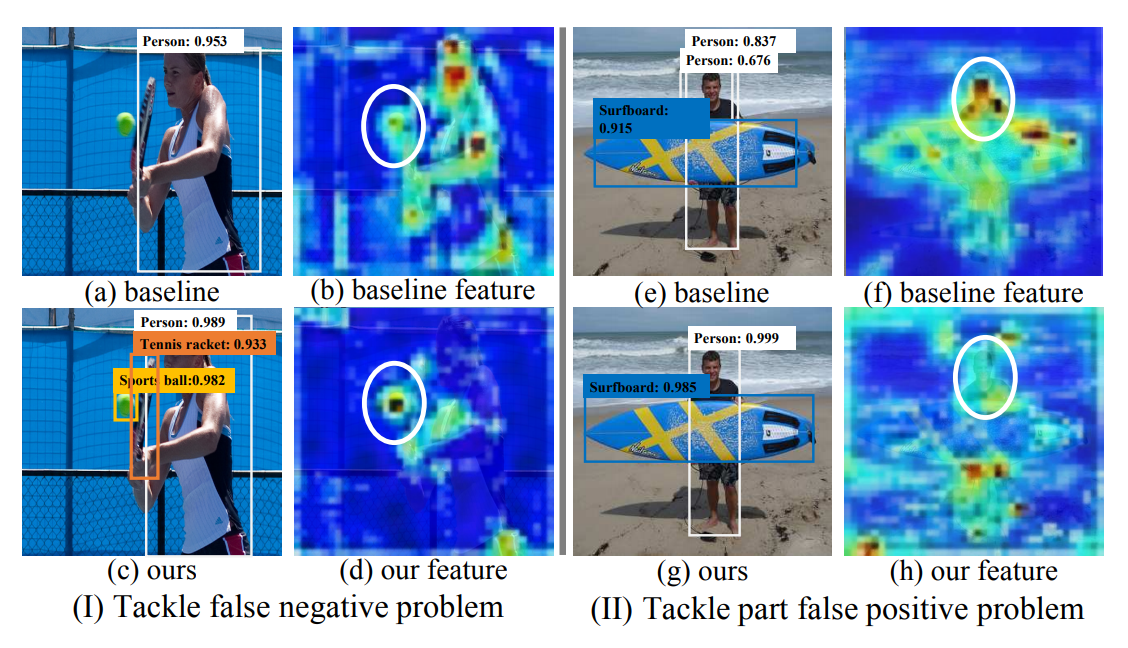 Person: 0.953
(a) baseline
(b) baseline feature
Person: 0.989
Tennis racket: 0.933
Sports ball:0.982
(c) ours
(d) our feature
(I) Tackle false negative problem
Person: 0.837
Person: 0.676
Surfboard:
0.915
(e) baseline
(f) baseline feature
Person: 0.999
Surfboard: 0.985
(g) ours
(h) our feature
(II) Tackle part false positive problem